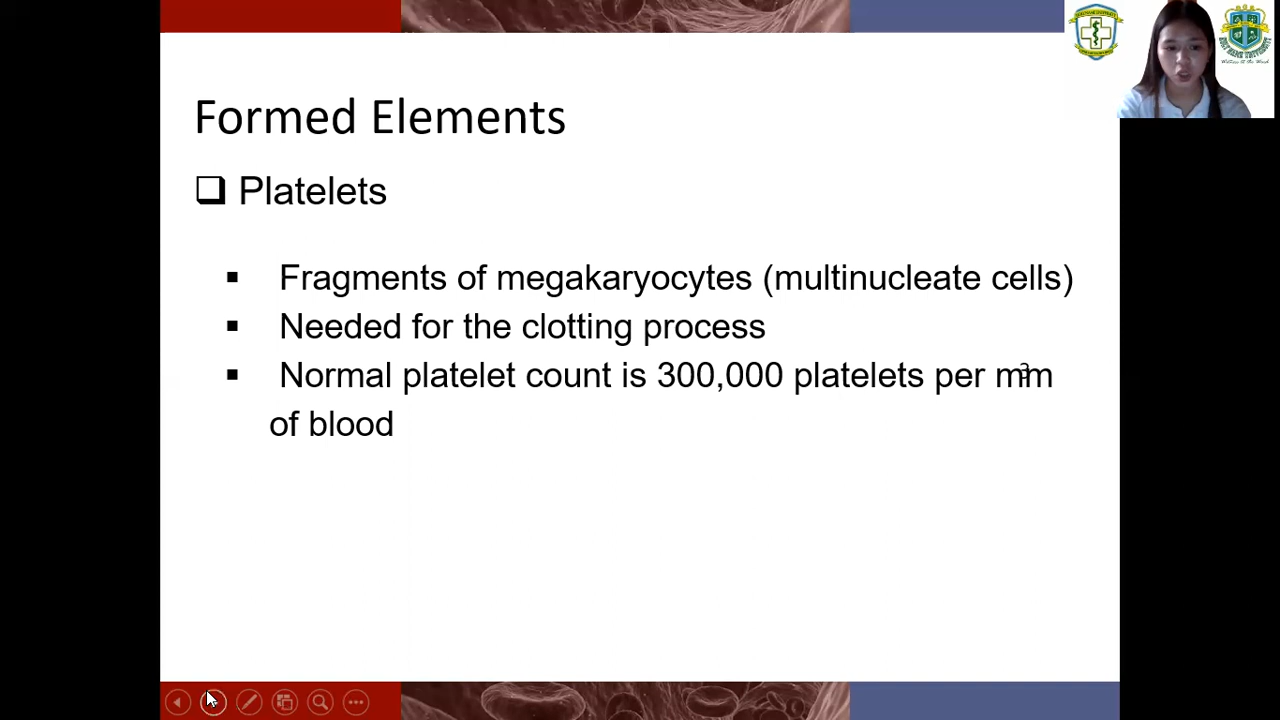 Formed Elements
❑ Platelets
▪ Fragments of megakaryocytes (multinucleate cells)
▪ Needed for the clotting process
▪ Normal platelet count is 300,000 platelets per mm3
of blood